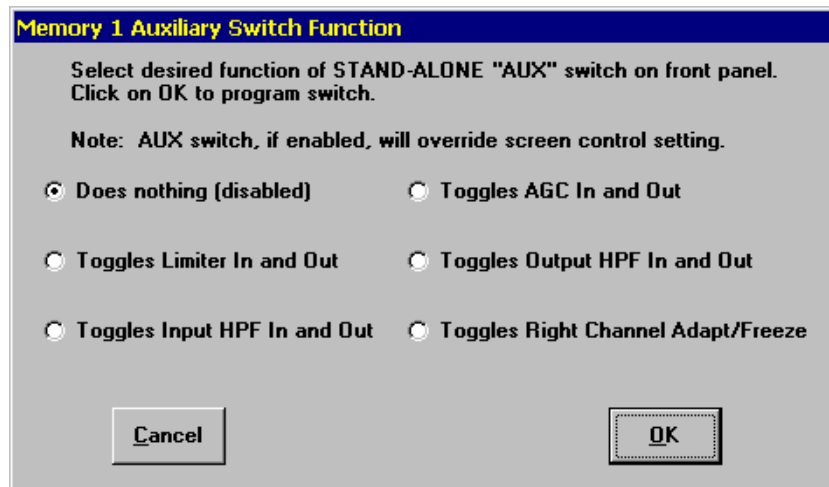 Memory 1 Auxiliary Switch Function
Select desired function of STAND-ALONE "AUX" switch on front panel.
Click on OK to program switch.
Note: AUX switch, if enabled, will override screen control setting.
Does nothing (disabled)
Toggles AGC In and Out
Toggles Limiter In and Out
Toggles Output HPF In and Out
Toggles Input HPF In and Out
Toggles Right Channel Adapt/Freeze
Cancel
OK